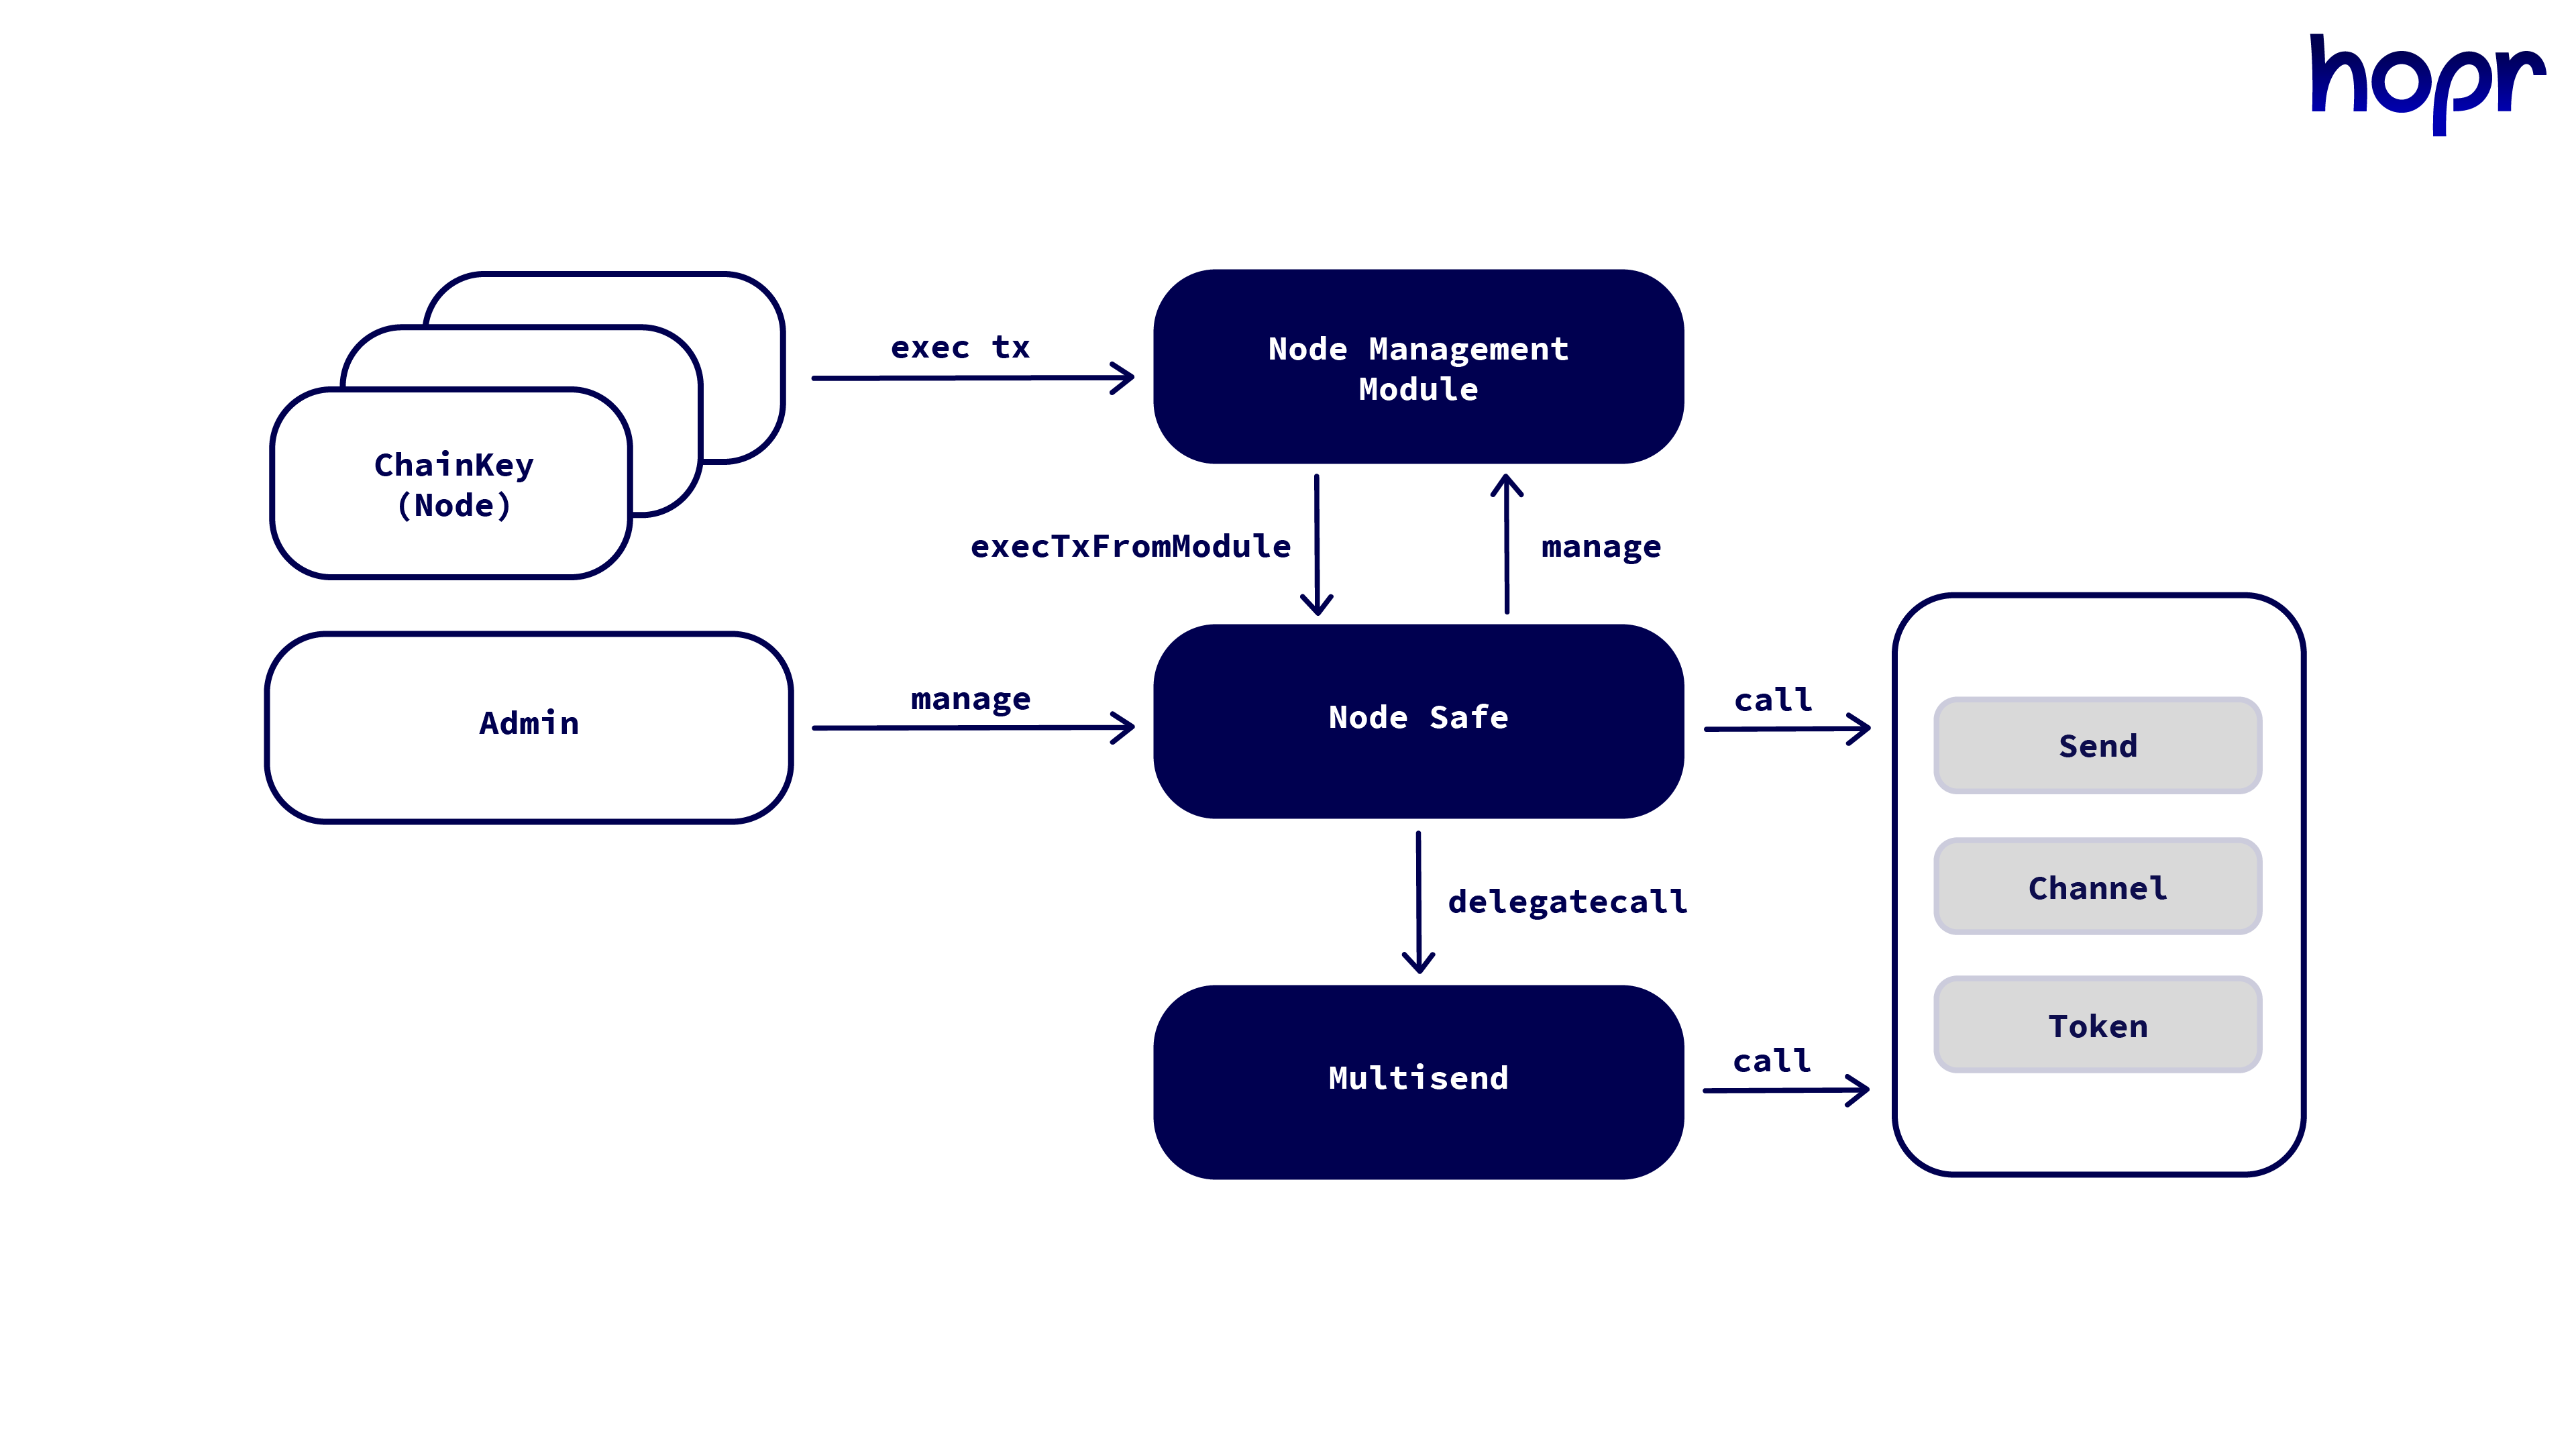 hopr
exec tx
Node Management
Module
ChainKey
(Node)
execTxFromModule
manage
Admin
manage
Node Safe
call
Send
Channel
delegatecall
Token
Multisend
call